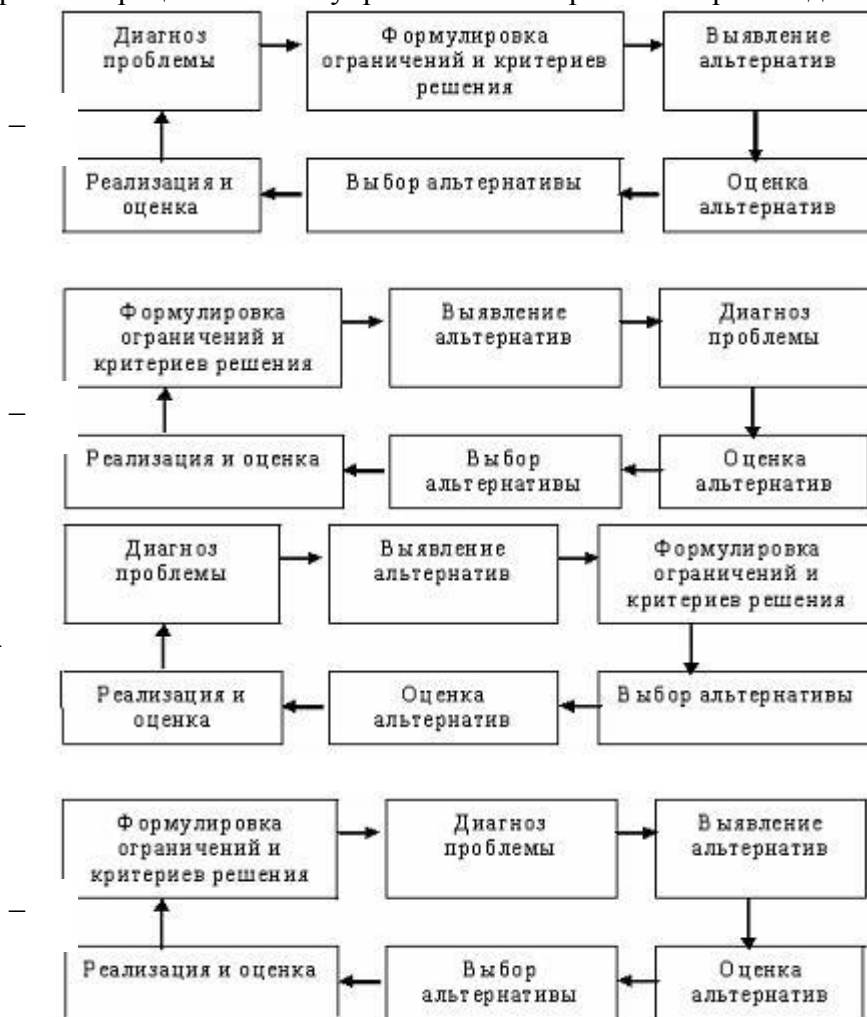 Диагноз
проблемы
Формулировка
ограничений и критериев
решения
Выявление
альтернатив
–
Реализация и
оценка
Выбор альтернативы
Оценка
альтернатив
Формулировка
ограничений и
критериев решения
Выявление
альтернатив
Диагноз
проблемы
–
Реализация и оценка
Выбор
альтернативы
Оценка
альтернатив
Диагноз
проблемы
Выявление
альтернатив
Формулировка
ограничений и
критериев решения
Реализация и
оценка
Оценка
альтернатив
Выбор альтернативы
Формулировка
ограничений и
критериев решения
Диагноз
проблемы
Выявление
альтернатив
–
Реализация и оценка
Выбор
альтернативы
Оценка
альтернатив